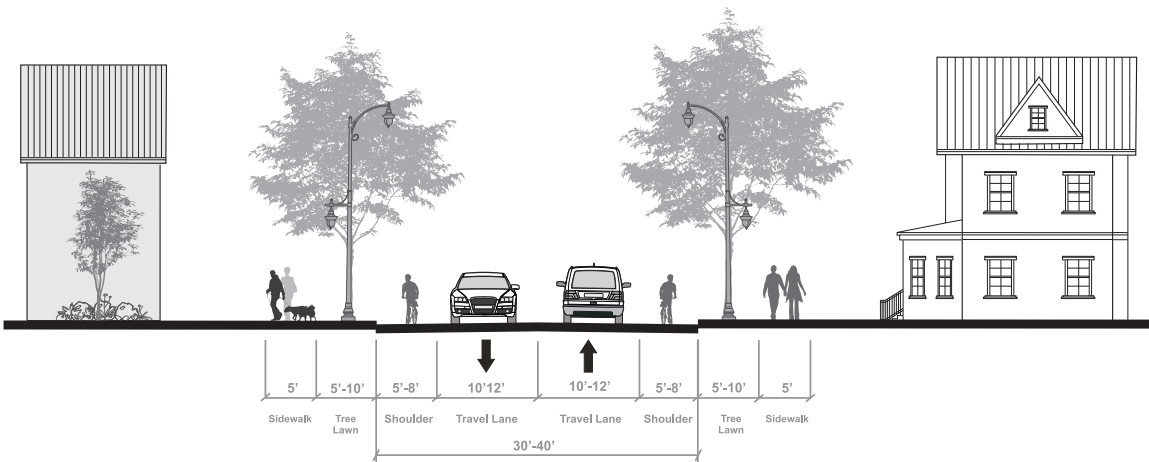 5' 5'-10' 5'-8' 10'12' 10'-12' 5'-8' 5'-10' 5'
Sidewalk Tree Lawn Shoulder Travel Lane Travel Lane Shoulder Tree Lawn Sidewalk
30'-40'